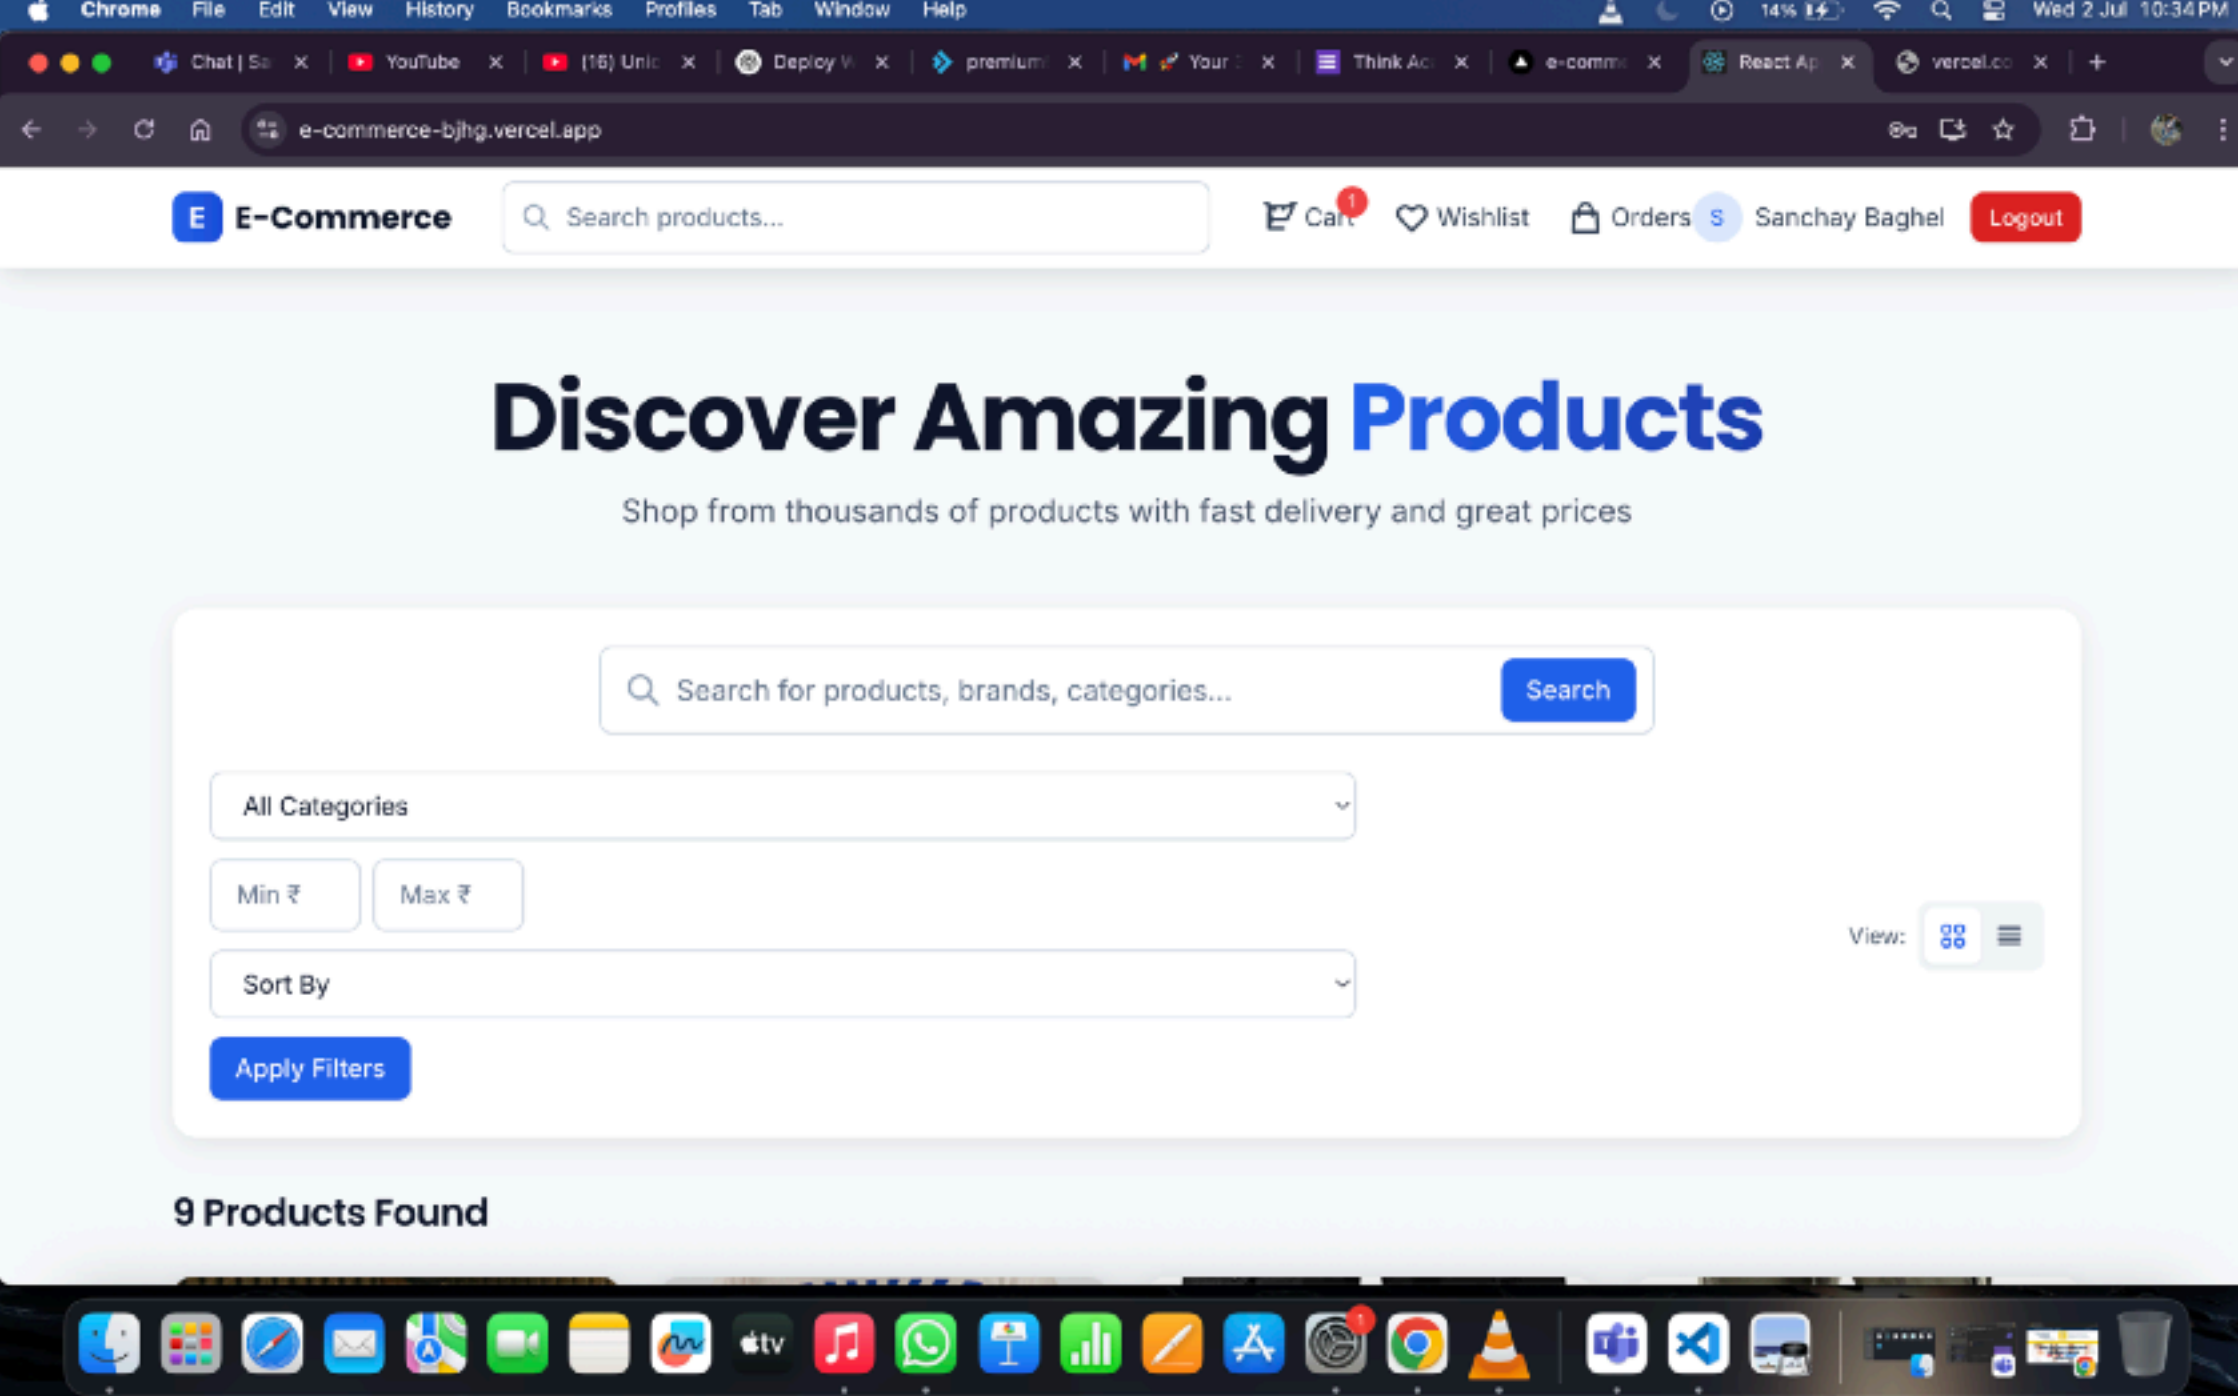 Chrome File Edit View History Bookmarks Profiles Tab Window Help 14% Wed 2 Jul 10:34 PM
Chat | Sa YouTube (16) Unic Deploy W premium Your Think Ac e-comm React Ap vercel.co
e-commerce-bjhg.vercel.app
E E-Commerce Search products... Cart 1 Wishlist Orders S Sanchay Baghel Logout
Discover Amazing Products
Shop from thousands of products with fast delivery and great prices
Search for products, brands, categories... Search
All Categories
Min ₹ Max ₹
View:
Sort By
Apply Filters
9 Products Found
tv 1